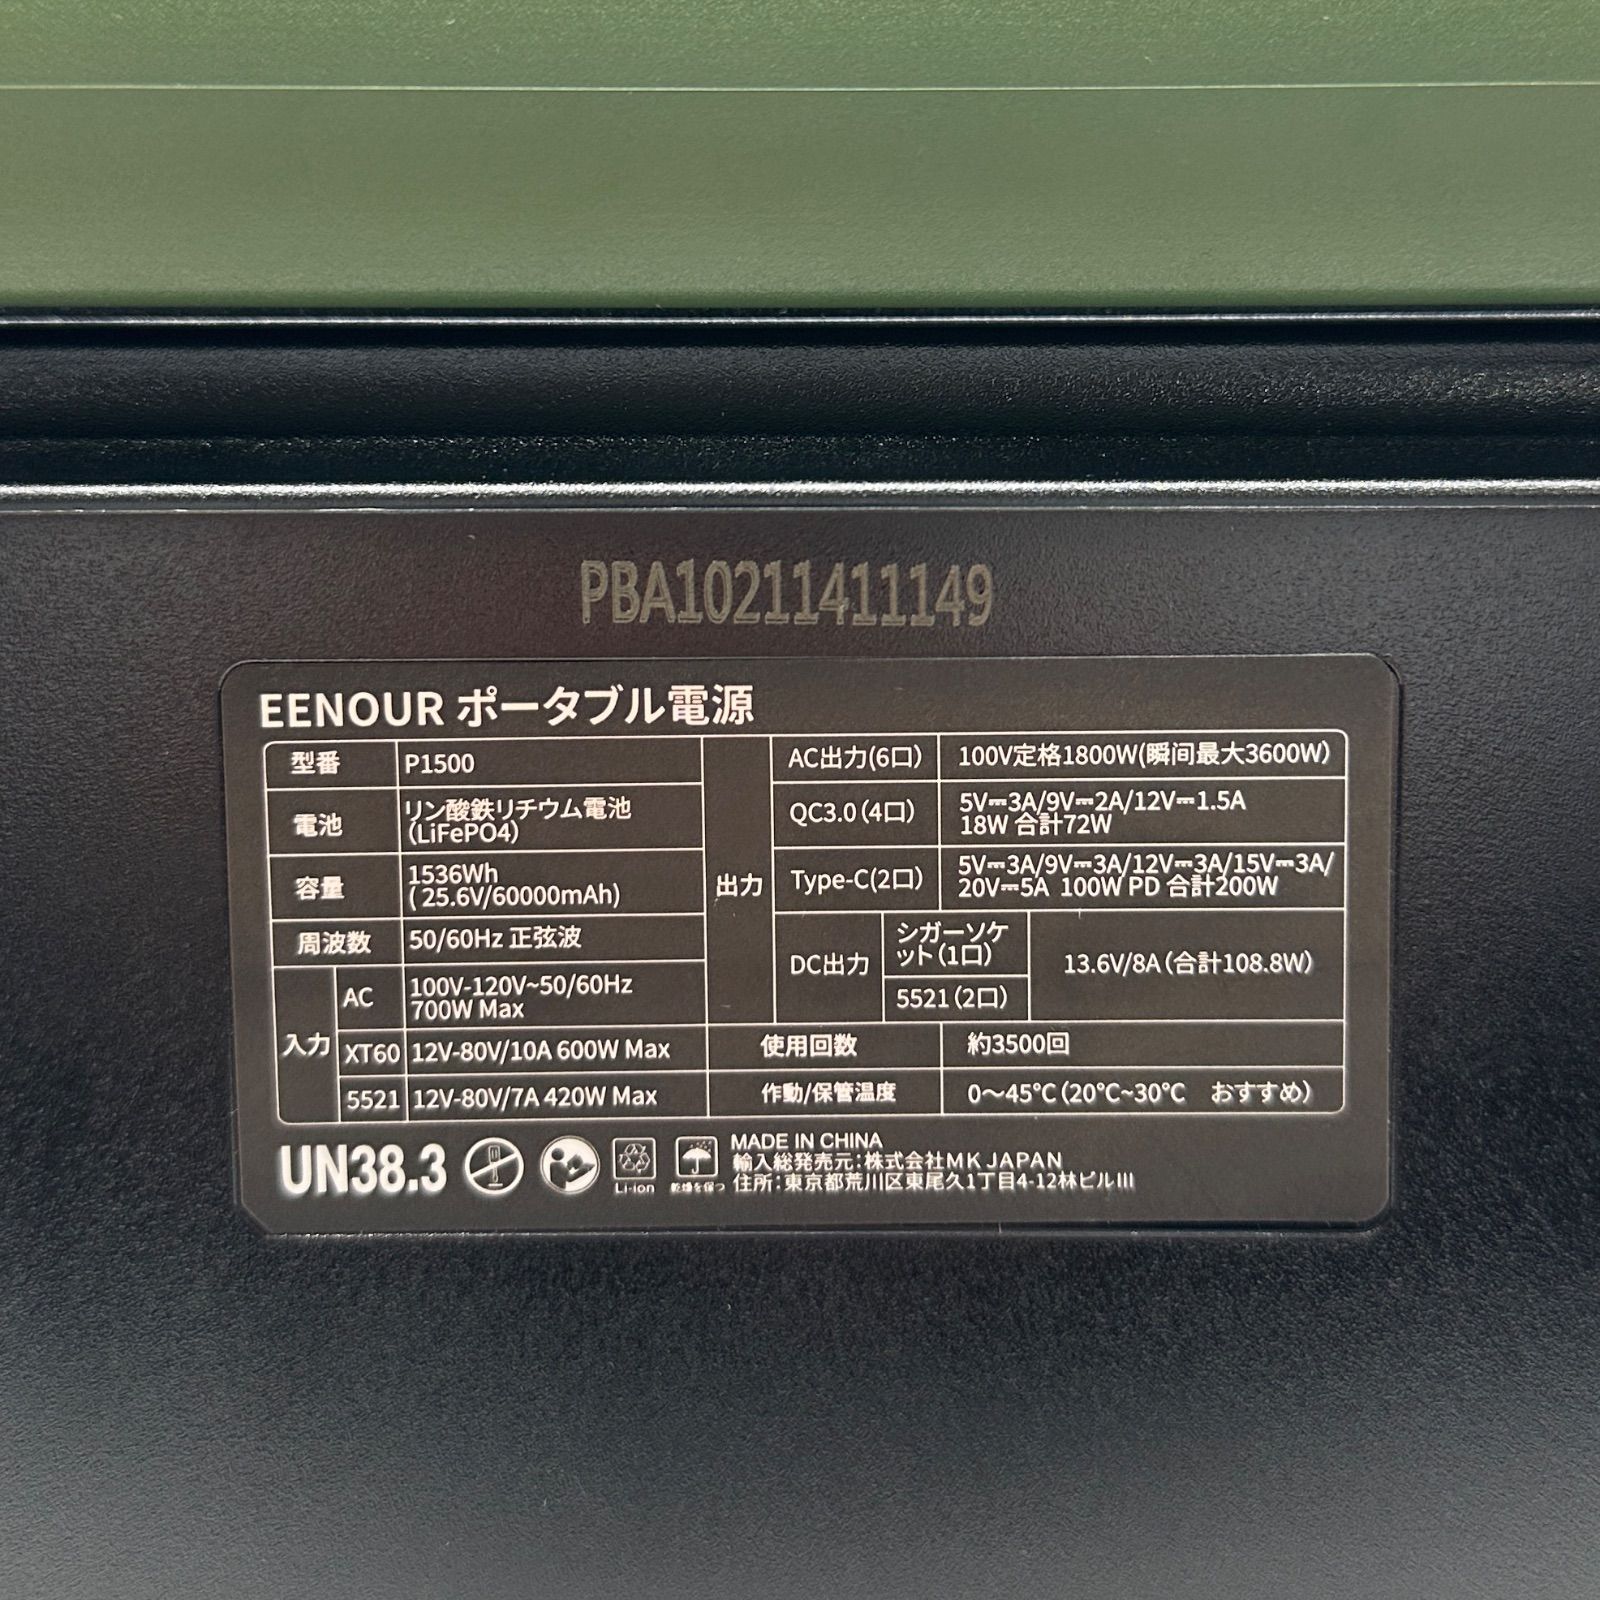 PBA10211411149
EENOUR ポータブル電源
型番 P1500
電池 リン酸鉄リチウム電池
(LiFePO4)
容量 1536Wh
( 25.6V/60000mAh)
周波数 50/60Hz 正弦波
入力
AC 100V-120V~50/60Hz
700W Max
XT60 12V-80V/10A 600W Max
5521 12V-80V/7A 420W Max
出力
AC出力(6口) 100V定格1800W(瞬间最大3600W)
QC3.0(4口) 5V⎓3A/9V⎓2A/12V⎓1.5A
18W 合計72W
Type-C(2口) 5V⎓3A/9V⎓3A/12V⎓3A/15V⎓3A/
20V⎓5A 100W PD 合計200W
DC出力
シガーソケ
ット(1口)
5521(2口)
13.6V/8A(合計108.8W)
使用回数 約3500回
作動/保管温度 0～45℃(20℃~30℃ おすすめ)
UN38.3
Li-ion
乾燥を保つ
MADE IN CHINA
輸入総発売元:株式会社MK JAPAN
住所:東京都荒川区東尾久1丁目4-12林ビルIII